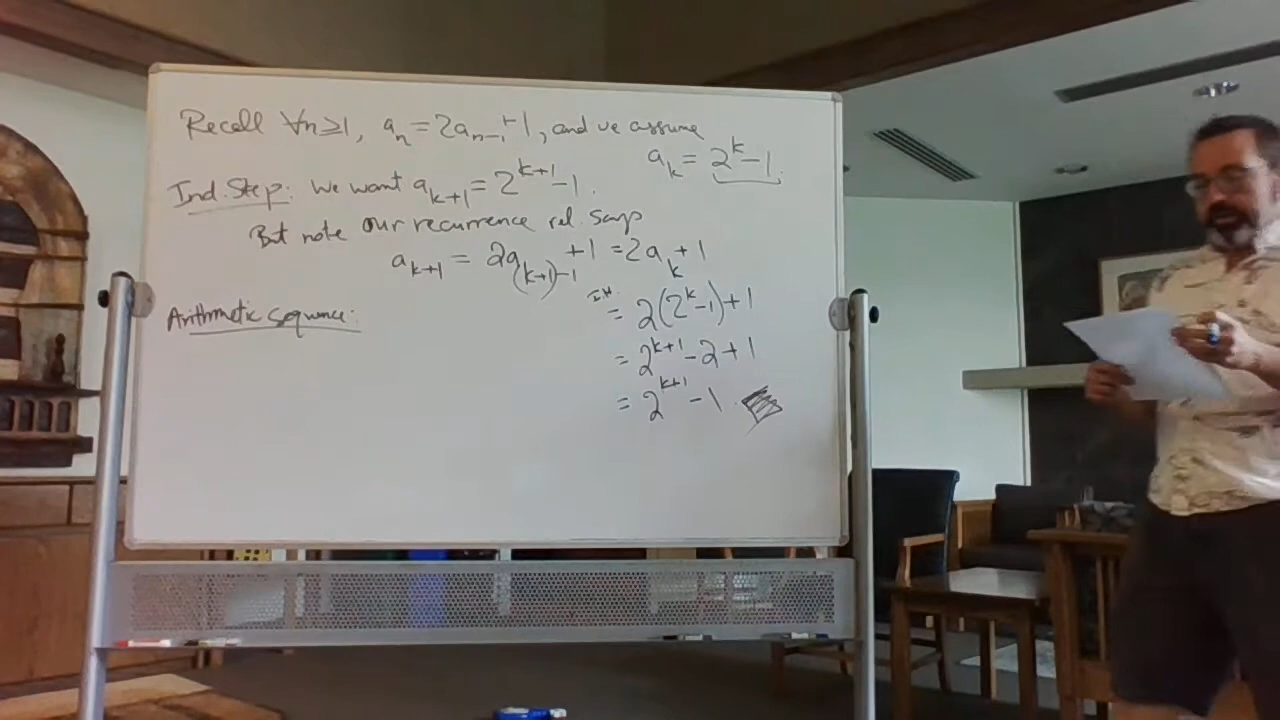 Recall ∀n≥1, aₙ = 2aₙ₋₁ + 1, and we assume
aₖ = 2ᵏ - 1.
Ind. Step: We want aₖ₊₁ = 2ᵏ⁺¹ - 1.
But note our recurrence rel. says
aₖ₊₁ = 2a₍ₖ₊₁₎₋₁ + 1 = 2aₖ + 1
I.H.
= 2(2ᵏ - 1) + 1
Arithmetic sequence:
= 2ᵏ⁺¹ - 2 + 1
= 2ᵏ⁺¹ - 1